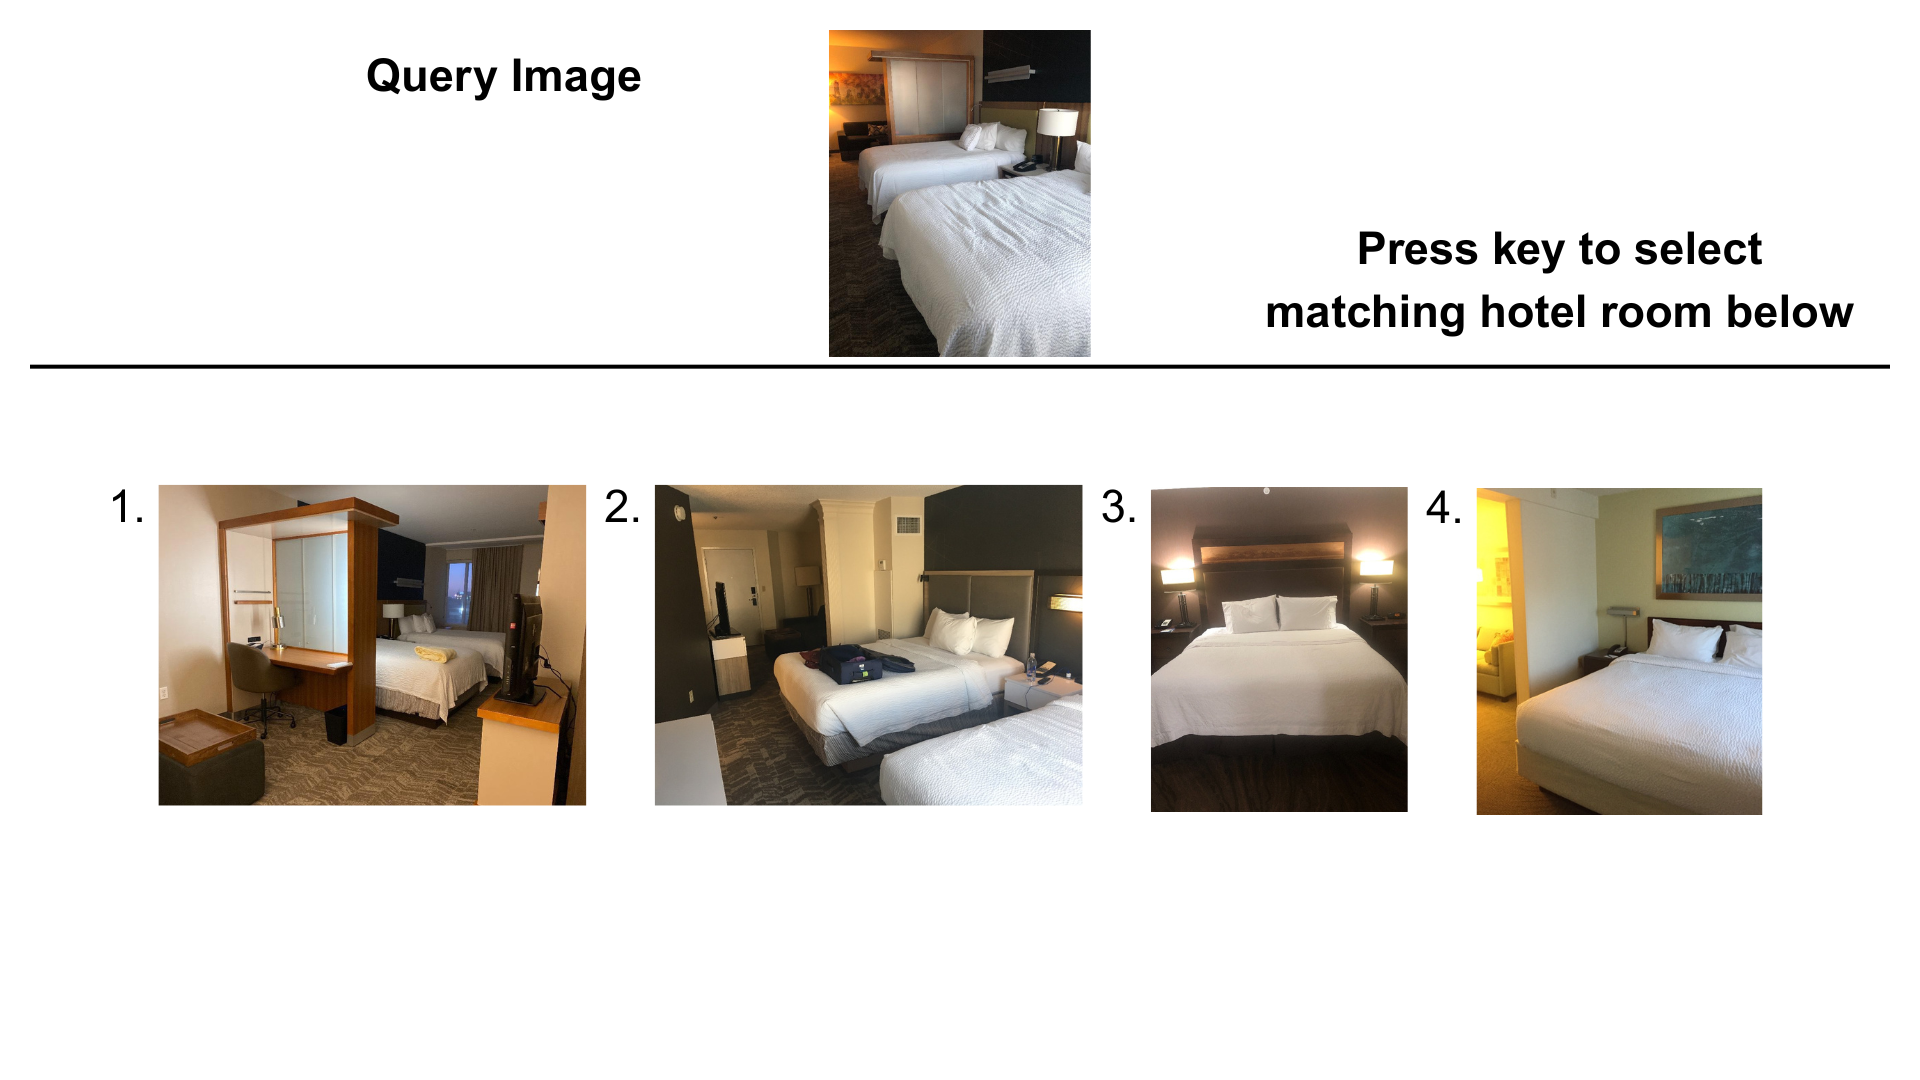 Query Image
Press key to select
matching hotel room below
1.
2.
3.
4.